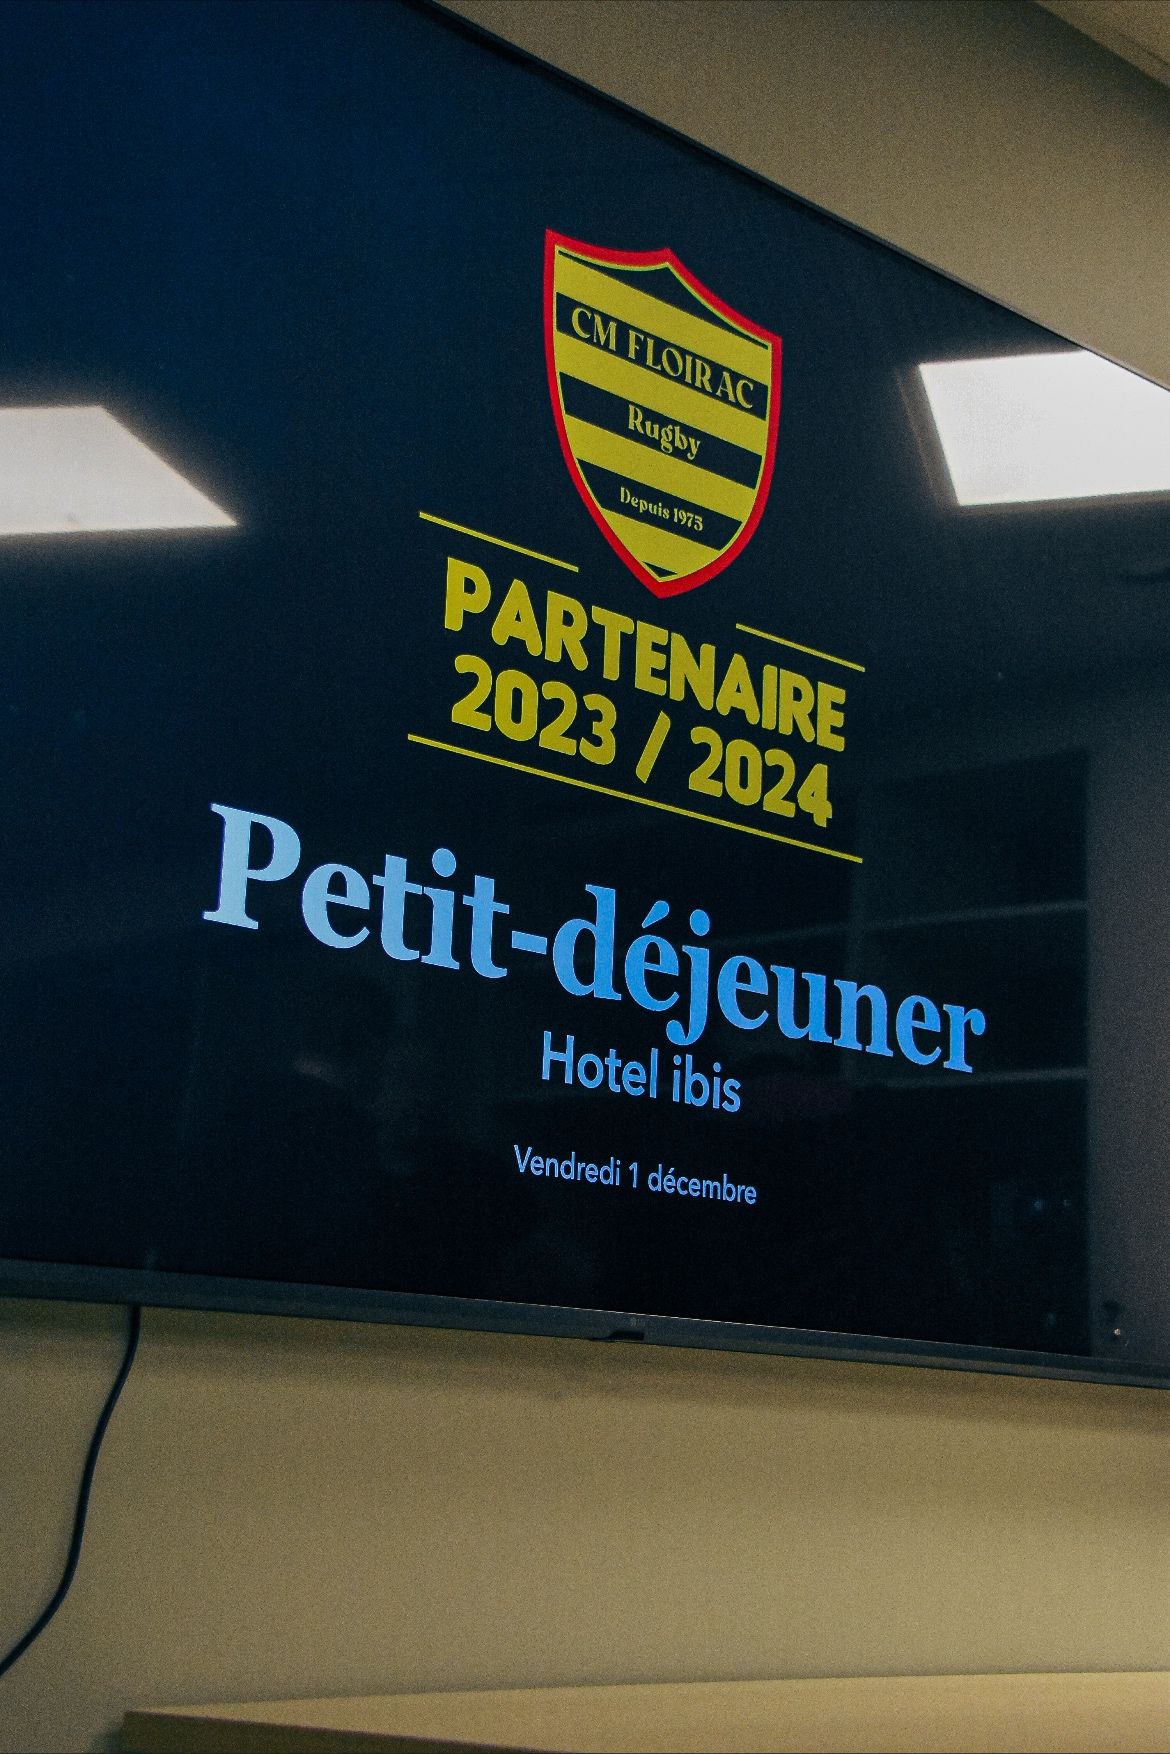 CM FLOIRAC
Rugby
Depuis 1973
PARTENAIRE
2023 / 2024
Petit-déjeuner
Hotel ibis
Vendredi 1 décembre